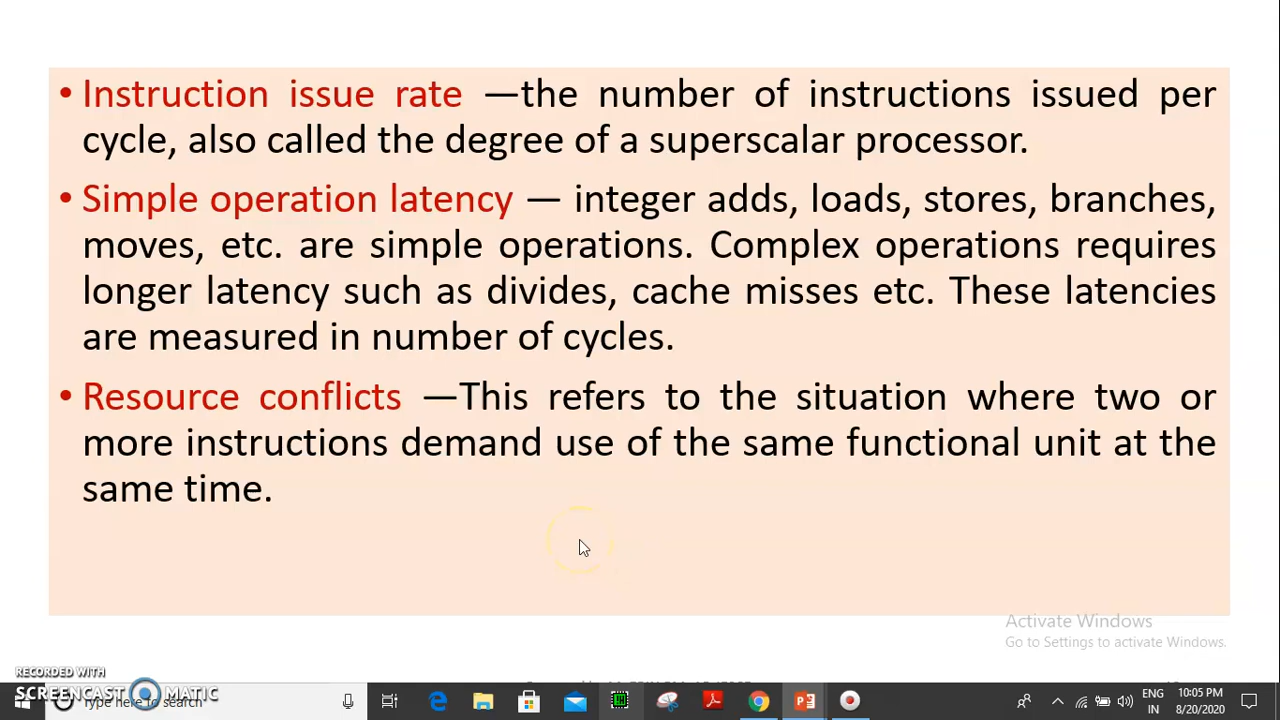 • Instruction issue rate —the number of instructions issued per
cycle, also called the degree of a superscalar processor.
• Simple operation latency — integer adds, loads, stores, branches,
moves, etc. are simple operations. Complex operations requires
longer latency such as divides, cache misses etc. These latencies
are measured in number of cycles.
• Resource conflicts —This refers to the situation where two or
more instructions demand use of the same functional unit at the
same time.
Activate Windows
Go to Settings to activate Windows.
RECORDED WITH
SCREENCAST MATIC
Type here to search
ENG
IN
10:05 PM
8/20/2020